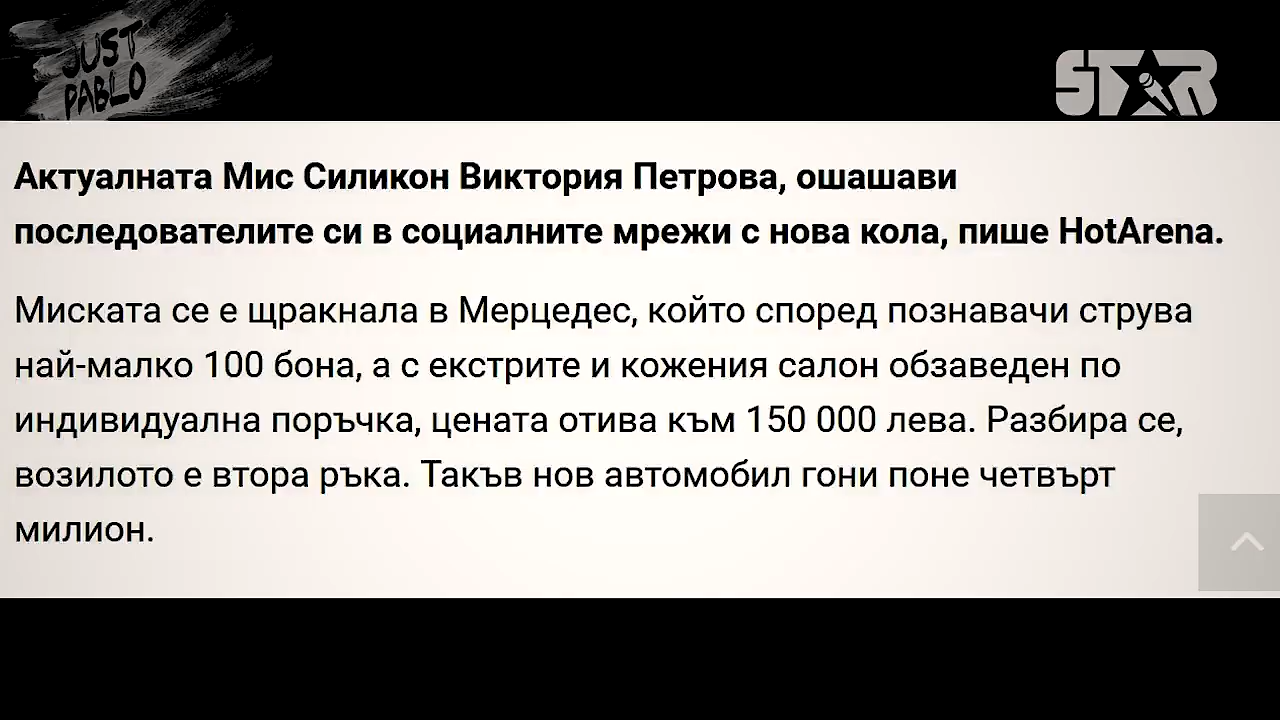 JUST
PABLO
STAR
Актуалната Мис Силикон Виктория Петрова, ошашави
последователите си в социалните мрежи с нова кола, пише HotArena.
Миската се е щракнала в Мерцедес, който според познавачи струва
най-малко 100 бона, а с екстрите и кожения салон обзаведен по
индивидуална поръчка, цената отива към 150 000 лева. Разбира се,
возилото е втора ръка. Такъв нов автомобил гони поне четвърт
милион.